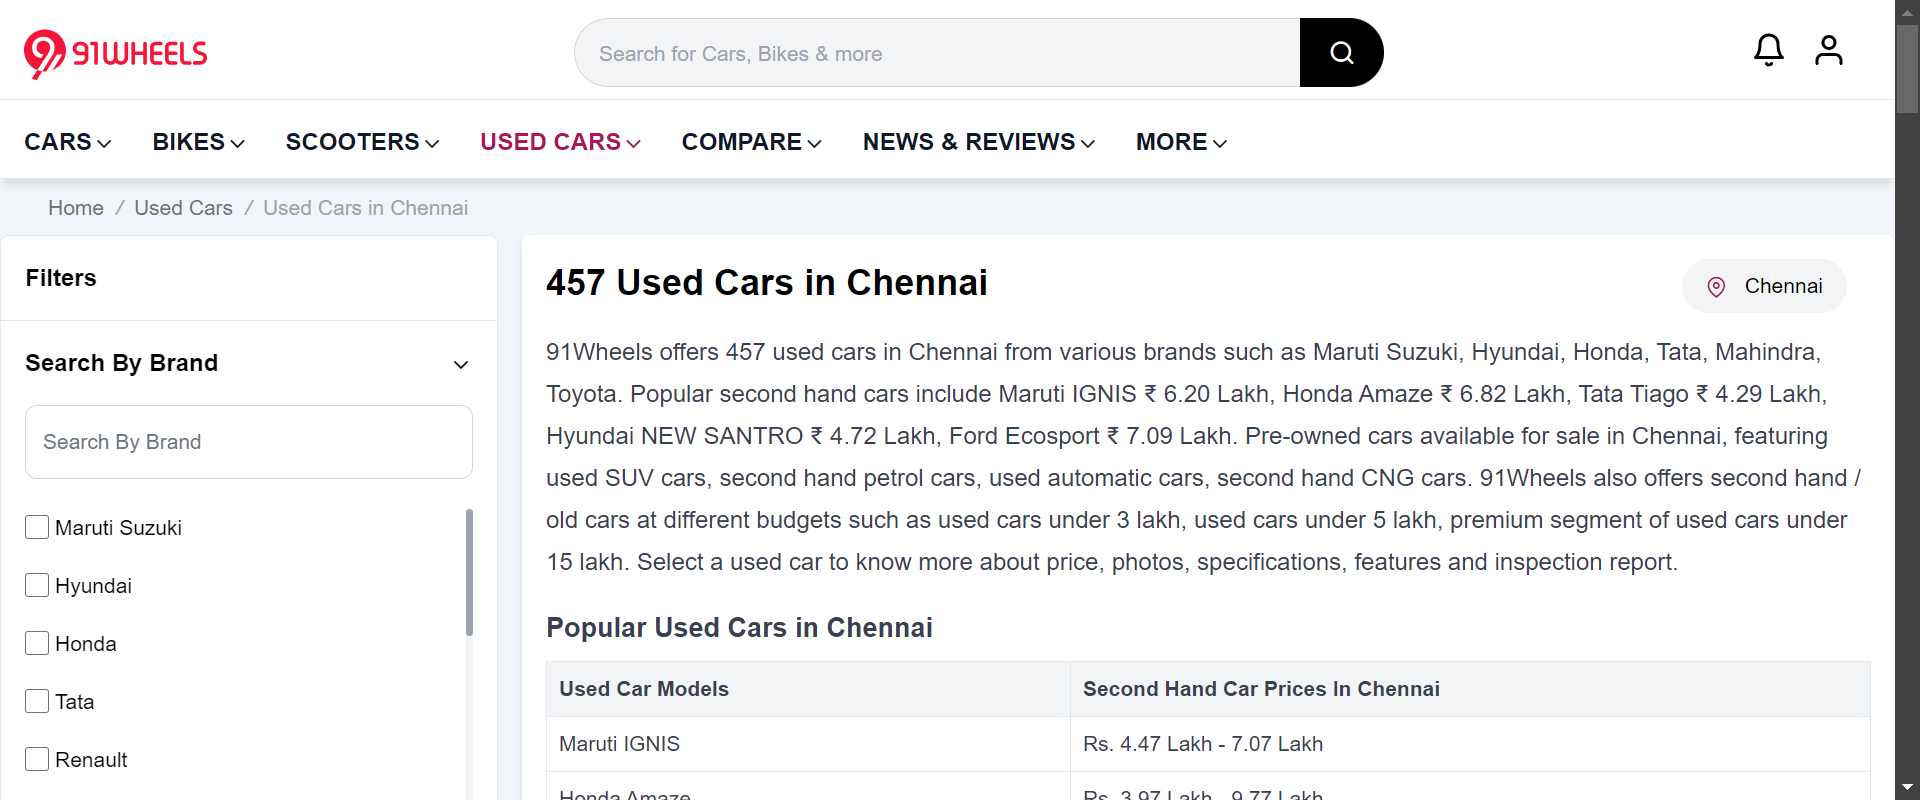 91WHEELS
Search for Cars, Bikes & more
CARS BIKES SCOOTERS USED CARS COMPARE NEWS & REVIEWS MORE
Home / Used Cars / Used Cars in Chennai
Filters
Search By Brand
Search By Brand
Maruti Suzuki
Hyundai
Honda
Tata
Renault
457 Used Cars in Chennai
Chennai
91Wheels offers 457 used cars in Chennai from various brands such as Maruti Suzuki, Hyundai, Honda, Tata, Mahindra,
Toyota. Popular second hand cars include Maruti IGNIS ₹ 6.20 Lakh, Honda Amaze ₹ 6.82 Lakh, Tata Tiago ₹ 4.29 Lakh,
Hyundai NEW SANTRO ₹ 4.72 Lakh, Ford Ecosport ₹ 7.09 Lakh. Pre-owned cars available for sale in Chennai, featuring
used SUV cars, second hand petrol cars, used automatic cars, second hand CNG cars. 91Wheels also offers second hand /
old cars at different budgets such as used cars under 3 lakh, used cars under 5 lakh, premium segment of used cars under
15 lakh. Select a used car to know more about price, photos, specifications, features and inspection report.
Popular Used Cars in Chennai
Used Car Models Second Hand Car Prices In Chennai
Maruti IGNIS Rs. 4.47 Lakh - 7.07 Lakh
Honda Amaze Rs. 3.97 Lakh - 9.77 Lakh